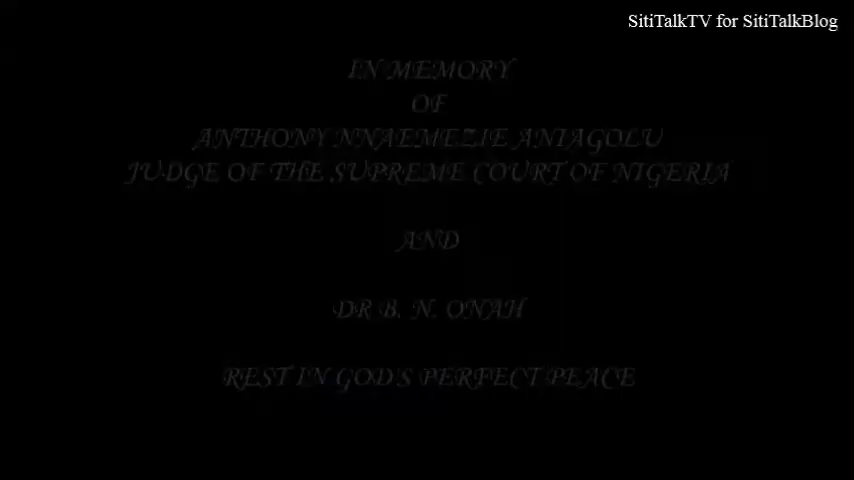 SitiTalkTV for SitiTalkBlog
IN MEMORY
OF
ANTHONY NNAEMEZIE ANIAGOLU
JUDGE OF THE SUPREME COURT OF NIGERIA
AND
DR B. N. ONAH
REST IN GOD'S PERFECT PEACE